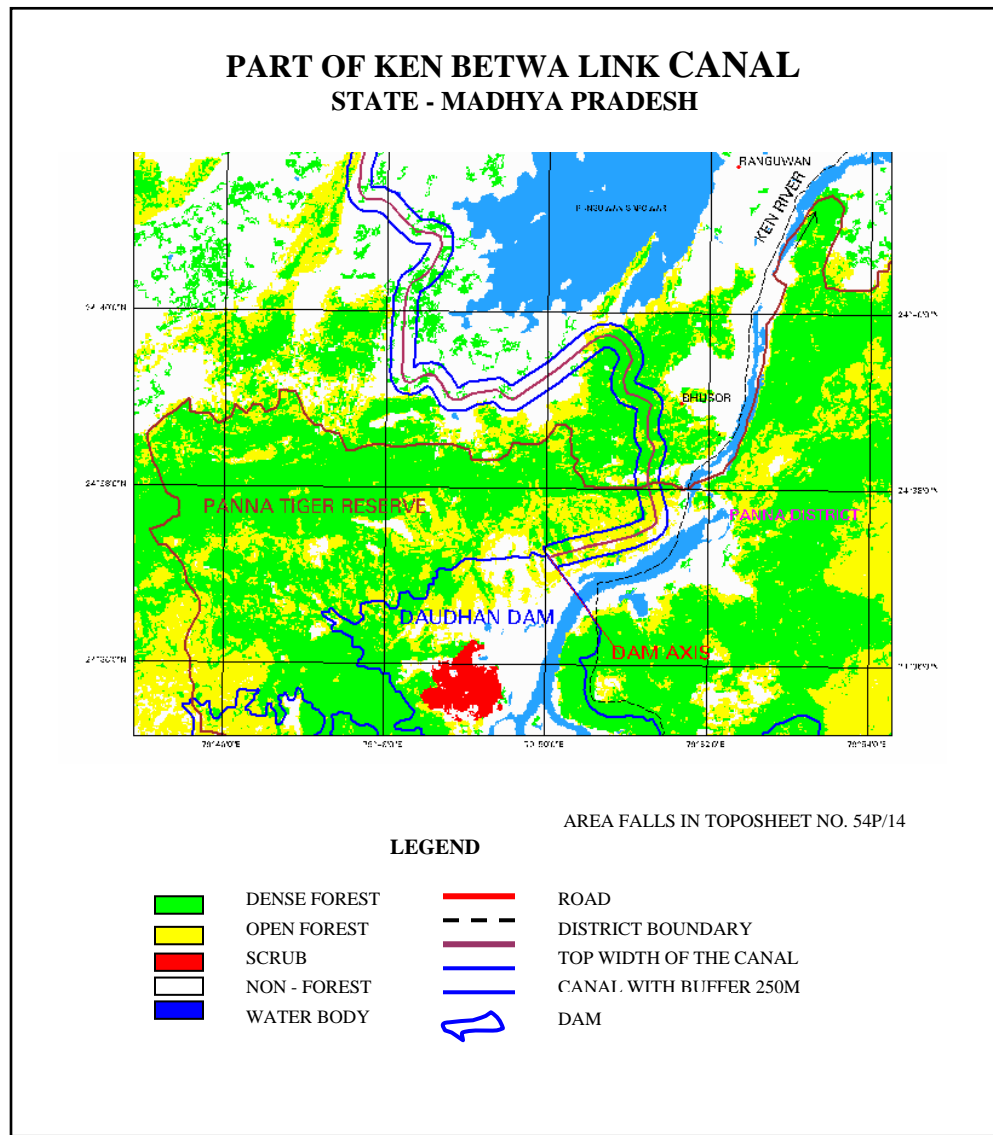 PART OF KEN BETWA LINK CANAL
STATE - MADHYA PRADESH
RANGUWAN
KEN RIVER
BHUSOR
PANNA TIGER RESERVE
PANNA DISTRICT
DAUDHAN DAM
DAM AXIS
AREA FALLS IN TOPOSHEET NO. 54P/14
LEGEND
DENSE FOREST
OPEN FOREST
SCRUB
NON - FOREST
WATER BODY
ROAD
DISTRICT BOUNDARY
TOP WIDTH OF THE CANAL
CANAL WITH BUFFER 250M
DAM